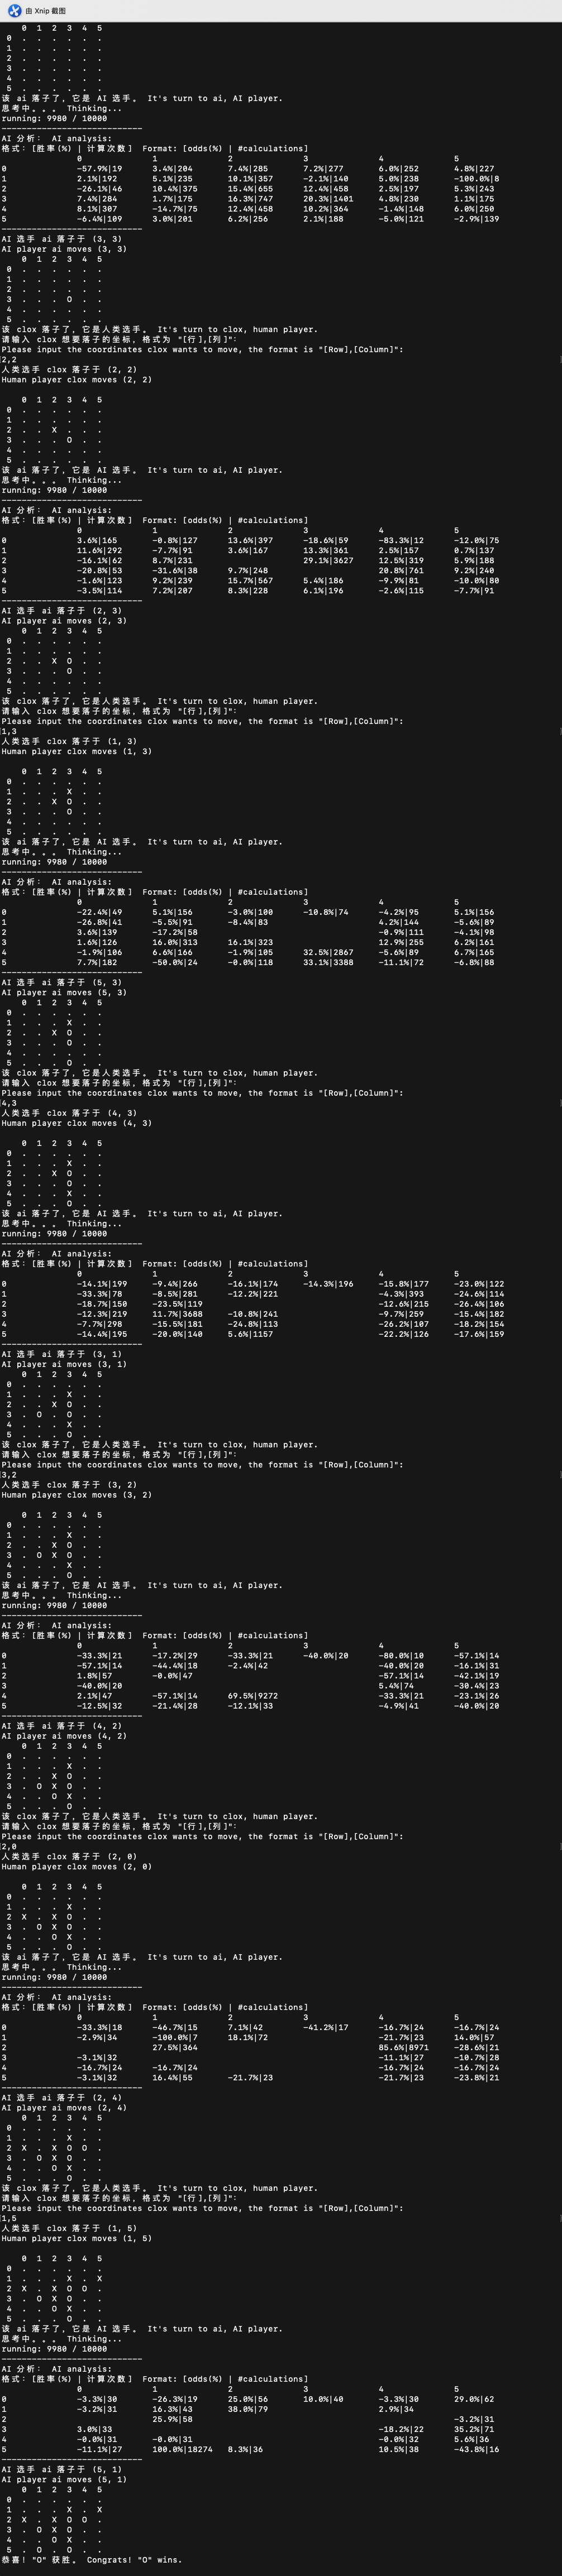 由 Xnip 截图
0 1 2 3 4 5
0 . . . . . .
1 . . . . . .
2 . . . . . .
3 . . . . . .
4 . . . . . .
5 . . . . . .
该 ai 落子了，它是 AI 选手。 It's turn to ai, AI player.
思考中。。。 Thinking...
running: 9980 / 10000
----------------------------
AI 分析： AI analysis:
格式：[胜率(%) | 计算次数] Format: [odds(%) | #calculations]
0 1 2 3 4 5
0 -57.9%|19 3.4%|204 7.4%|285 7.2%|277 6.0%|252 4.8%|227
1 2.1%|192 5.1%|235 10.1%|357 -2.1%|140 5.0%|238 -100.0%|8
2 -26.1%|46 10.4%|375 15.4%|655 12.4%|458 2.5%|197 5.3%|243
3 7.4%|284 1.7%|175 16.3%|747 20.3%|1401 4.8%|230 1.1%|175
4 8.1%|307 -14.7%|75 12.4%|458 10.2%|364 -1.4%|148 6.0%|250
5 -6.4%|109 3.0%|201 6.2%|256 2.1%|188 -5.0%|121 -2.9%|139
----------------------------
AI 选手 ai 落子于 (3, 3)
AI player ai moves (3, 3)
0 1 2 3 4 5
0 . . . . . .
1 . . . . . .
2 . . . . . .
3 . . . O . .
4 . . . . . .
5 . . . . . .
该 clox 落子了，它是人类选手。 It's turn to clox, human player.
请输入 clox 想要落子的坐标，格式为 "[行],[列]"：
Please input the coordinates clox wants to move, the format is "[Row],[Column]":
2,2
人类选手 clox 落子于 (2, 2)
Human player clox moves (2, 2)
0 1 2 3 4 5
0 . . . . . .
1 . . . . . .
2 . . X . . .
3 . . . O . .
4 . . . . . .
5 . . . . . .
该 ai 落子了，它是 AI 选手。 It's turn to ai, AI player.
思考中。。。 Thinking...
running: 9980 / 10000
----------------------------
AI 分析： AI analysis:
格式：[胜率(%) | 计算次数] Format: [odds(%) | #calculations]
0 1 2 3 4 5
0 3.6%|165 -0.8%|127 13.6%|397 -18.6%|59 -83.3%|12 -12.0%|75
1 11.6%|292 -7.7%|91 3.6%|167 13.3%|361 2.5%|157 0.7%|137
2 -16.1%|62 8.7%|231 29.1%|3627 12.5%|319 5.9%|188
3 -20.8%|53 -31.6%|38 9.7%|248 20.8%|761 9.2%|240
4 -1.6%|123 9.2%|239 15.7%|567 5.4%|186 -9.9%|81 -10.0%|80
5 -3.5%|114 7.2%|207 8.3%|228 6.1%|196 -2.6%|115 -7.7%|91
----------------------------
AI 选手 ai 落子于 (2, 3)
AI player ai moves (2, 3)
0 1 2 3 4 5
0 . . . . . .
1 . . . . . .
2 . . X O . .
3 . . . O . .
4 . . . . . .
5 . . . . . .
该 clox 落子了，它是人类选手。 It's turn to clox, human player.
请输入 clox 想要落子的坐标，格式为 "[行],[列]"：
Please input the coordinates clox wants to move, the format is "[Row],[Column]":
1,3
人类选手 clox 落子于 (1, 3)
Human player clox moves (1, 3)
0 1 2 3 4 5
0 . . . . . .
1 . . . X . .
2 . . X O . .
3 . . . O . .
4 . . . . . .
5 . . . . . .
该 ai 落子了，它是 AI 选手。 It's turn to ai, AI player.
思考中。。。 Thinking...
running: 9980 / 10000
----------------------------
AI 分析： AI analysis:
格式：[胜率(%) | 计算次数] Format: [odds(%) | #calculations]
0 1 2 3 4 5
0 -22.4%|49 5.1%|156 -3.0%|100 -10.8%|74 -4.2%|95 5.1%|156
1 -26.8%|41 -5.5%|91 -8.4%|83 4.2%|144 -5.6%|89
2 3.6%|139 -17.2%|58 -0.9%|111 -4.1%|98
3 1.6%|126 16.0%|313 16.1%|323 12.9%|255 6.2%|161
4 -1.9%|106 6.6%|166 -1.9%|105 32.5%|2867 -5.6%|89 6.7%|165
5 7.7%|182 -50.0%|24 -0.0%|118 33.1%|3388 -11.1%|72 -6.8%|88
----------------------------
AI 选手 ai 落子于 (5, 3)
AI player ai moves (5, 3)
0 1 2 3 4 5
0 . . . . . .
1 . . . X . .
2 . . X O . .
3 . . . O . .
4 . . . . . .
5 . . . O . .
该 clox 落子了，它是人类选手。 It's turn to clox, human player.
请输入 clox 想要落子的坐标，格式为 "[行],[列]"：
Please input the coordinates clox wants to move, the format is "[Row],[Column]":
4,3
人类选手 clox 落子于 (4, 3)
Human player clox moves (4, 3)
0 1 2 3 4 5
0 . . . . . .
1 . . . X . .
2 . . X O . .
3 . . . O . .
4 . . . X . .
5 . . . O . .
该 ai 落子了，它是 AI 选手。 It's turn to ai, AI player.
思考中。。。 Thinking...
running: 9980 / 10000
----------------------------
AI 分析： AI analysis:
格式：[胜率(%) | 计算次数] Format: [odds(%) | #calculations]
0 1 2 3 4 5
0 -14.1%|199 -9.4%|266 -16.1%|174 -14.3%|196 -15.8%|177 -23.0%|122
1 -33.3%|78 -8.5%|281 -12.2%|221 -4.3%|393 -24.6%|114
2 -18.7%|150 -23.5%|119 -12.6%|215 -26.4%|106
3 -12.3%|219 11.7%|3688 -10.8%|241 -9.7%|259 -15.4%|182
4 -7.7%|298 -15.5%|181 -24.8%|113 -26.2%|107 -18.2%|154
5 -14.4%|195 -20.0%|140 5.6%|1157 -22.2%|126 -17.6%|159
----------------------------
AI 选手 ai 落子于 (3, 1)
AI player ai moves (3, 1)
0 1 2 3 4 5
0 . . . . . .
1 . . . X . .
2 . . X O . .
3 . O . O . .
4 . . . X . .
5 . . . O . .
该 clox 落子了，它是人类选手。 It's turn to clox, human player.
请输入 clox 想要落子的坐标，格式为 "[行],[列]"：
Please input the coordinates clox wants to move, the format is "[Row],[Column]":
3,2
人类选手 clox 落子于 (3, 2)
Human player clox moves (3, 2)
0 1 2 3 4 5
0 . . . . . .
1 . . . X . .
2 . . X O . .
3 . O X O . .
4 . . . X . .
5 . . . O . .
该 ai 落子了，它是 AI 选手。 It's turn to ai, AI player.
思考中。。。 Thinking...
running: 9980 / 10000
----------------------------
AI 分析： AI analysis:
格式：[胜率(%) | 计算次数] Format: [odds(%) | #calculations]
0 1 2 3 4 5
0 -33.3%|21 -17.2%|29 -33.3%|21 -40.0%|20 -80.0%|10 -57.1%|14
1 -57.1%|14 -44.4%|18 -2.4%|42 -40.0%|20 -16.1%|31
2 1.8%|57 -0.0%|47 -57.1%|14 -42.1%|19
3 -40.0%|20 5.4%|74 -30.4%|23
4 2.1%|47 -57.1%|14 69.5%|9272 -33.3%|21 -23.1%|26
5 -12.5%|32 -21.4%|28 -12.1%|33 -4.9%|41 -40.0%|20
----------------------------
AI 选手 ai 落子于 (4, 2)
AI player ai moves (4, 2)
0 1 2 3 4 5
0 . . . . . .
1 . . . X . .
2 . . X O . .
3 . O X O . .
4 . . O X . .
5 . . . O . .
该 clox 落子了，它是人类选手。 It's turn to clox, human player.
请输入 clox 想要落子的坐标，格式为 "[行],[列]"：
Please input the coordinates clox wants to move, the format is "[Row],[Column]":
2,0
人类选手 clox 落子于 (2, 0)
Human player clox moves (2, 0)
0 1 2 3 4 5
0 . . . . . .
1 . . . X . .
2 X . X O . .
3 . O X O . .
4 . . O X . .
5 . . . O . .
该 ai 落子了，它是 AI 选手。 It's turn to ai, AI player.
思考中。。。 Thinking...
running: 9980 / 10000
----------------------------
AI 分析： AI analysis:
格式：[胜率(%) | 计算次数] Format: [odds(%) | #calculations]
0 1 2 3 4 5
0 -33.3%|18 -46.7%|15 7.1%|42 -41.2%|17 -16.7%|24 -16.7%|24
1 -2.9%|34 -100.0%|7 18.1%|72 -21.7%|23 14.0%|57
2 27.5%|364 85.6%|8971 -28.6%|21
3 -3.1%|32 -11.1%|27 -10.7%|28
4 -16.7%|24 -16.7%|24 -16.7%|24 -16.7%|24
5 -3.1%|32 16.4%|55 -21.7%|23 -21.7%|23 -23.8%|21
----------------------------
AI 选手 ai 落子于 (2, 4)
AI player ai moves (2, 4)
0 1 2 3 4 5
0 . . . . . .
1 . . . X . .
2 X . X O O .
3 . O X O . .
4 . . O X . .
5 . . . O . .
该 clox 落子了，它是人类选手。 It's turn to clox, human player.
请输入 clox 想要落子的坐标，格式为 "[行],[列]"：
Please input the coordinates clox wants to move, the format is "[Row],[Column]":
1,5
人类选手 clox 落子于 (1, 5)
Human player clox moves (1, 5)
0 1 2 3 4 5
0 . . . . . .
1 . . . X . X
2 X . X O O .
3 . O X O . .
4 . . O X . .
5 . . . O . .
该 ai 落子了，它是 AI 选手。 It's turn to ai, AI player.
思考中。。。 Thinking...
running: 9980 / 10000
----------------------------
AI 分析： AI analysis:
格式：[胜率(%) | 计算次数] Format: [odds(%) | #calculations]
0 1 2 3 4 5
0 -3.3%|30 -26.3%|19 25.0%|56 10.0%|40 -3.3%|30 29.0%|62
1 -3.2%|31 16.3%|43 38.0%|79 2.9%|34
2 25.9%|58 -3.2%|31
3 3.0%|33 -18.2%|22 35.2%|71
4 -0.0%|31 -0.0%|31 -0.0%|32 5.6%|36
5 -11.1%|27 100.0%|18274 8.3%|36 10.5%|38 -43.8%|16
----------------------------
AI 选手 ai 落子于 (5, 1)
AI player ai moves (5, 1)
0 1 2 3 4 5
0 . . . . . .
1 . . . X . X
2 X . X O O .
3 . O X O . .
4 . . O X . .
5 . O . O . .
恭喜！"O" 获胜。 Congrats! "O" wins.